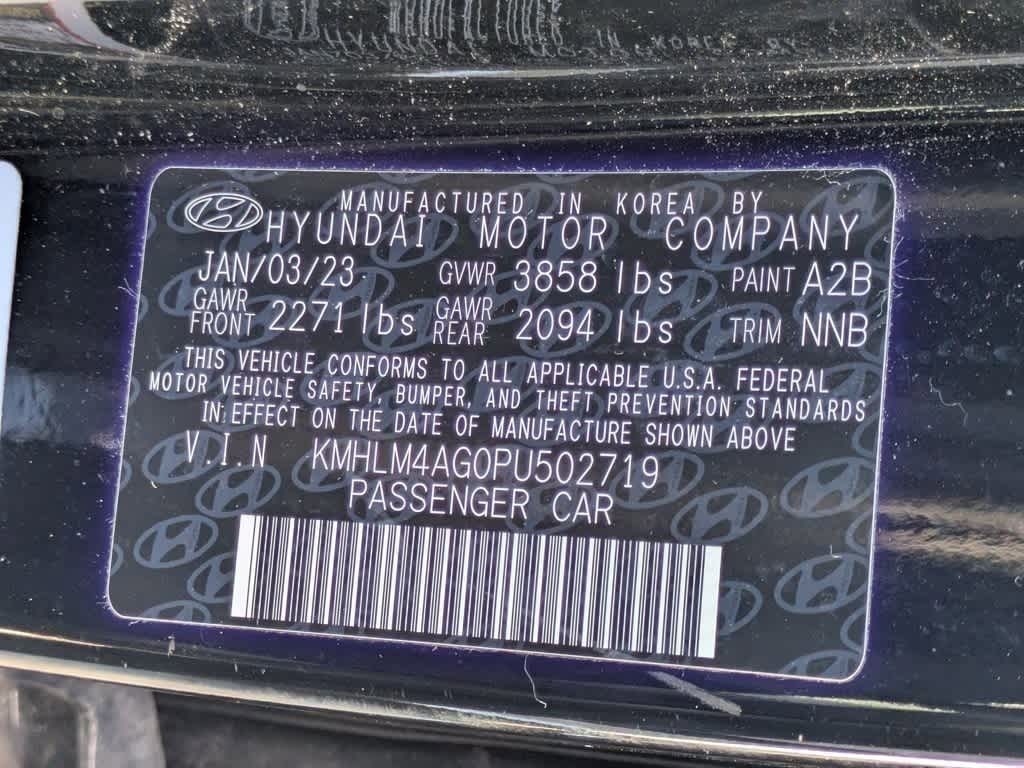 MANUFACTURED IN KOREA BY
HYUNDAI MOTOR COMPANY
JAN/03/23 GVWR 3858 lbs PAINT A2B
GAWR FRONT 2271 lbs GAWR REAR 2094 lbs TRIM NNB
THIS VEHICLE CONFORMS TO ALL APPLICABLE U.S.A. FEDERAL
MOTOR VEHICLE SAFETY, BUMPER, AND THEFT PREVENTION STANDARDS
IN EFFECT ON THE DATE OF MANUFACTURE SHOWN ABOVE
V.I N KMHLM4AG0PU502719
PASSENGER CAR